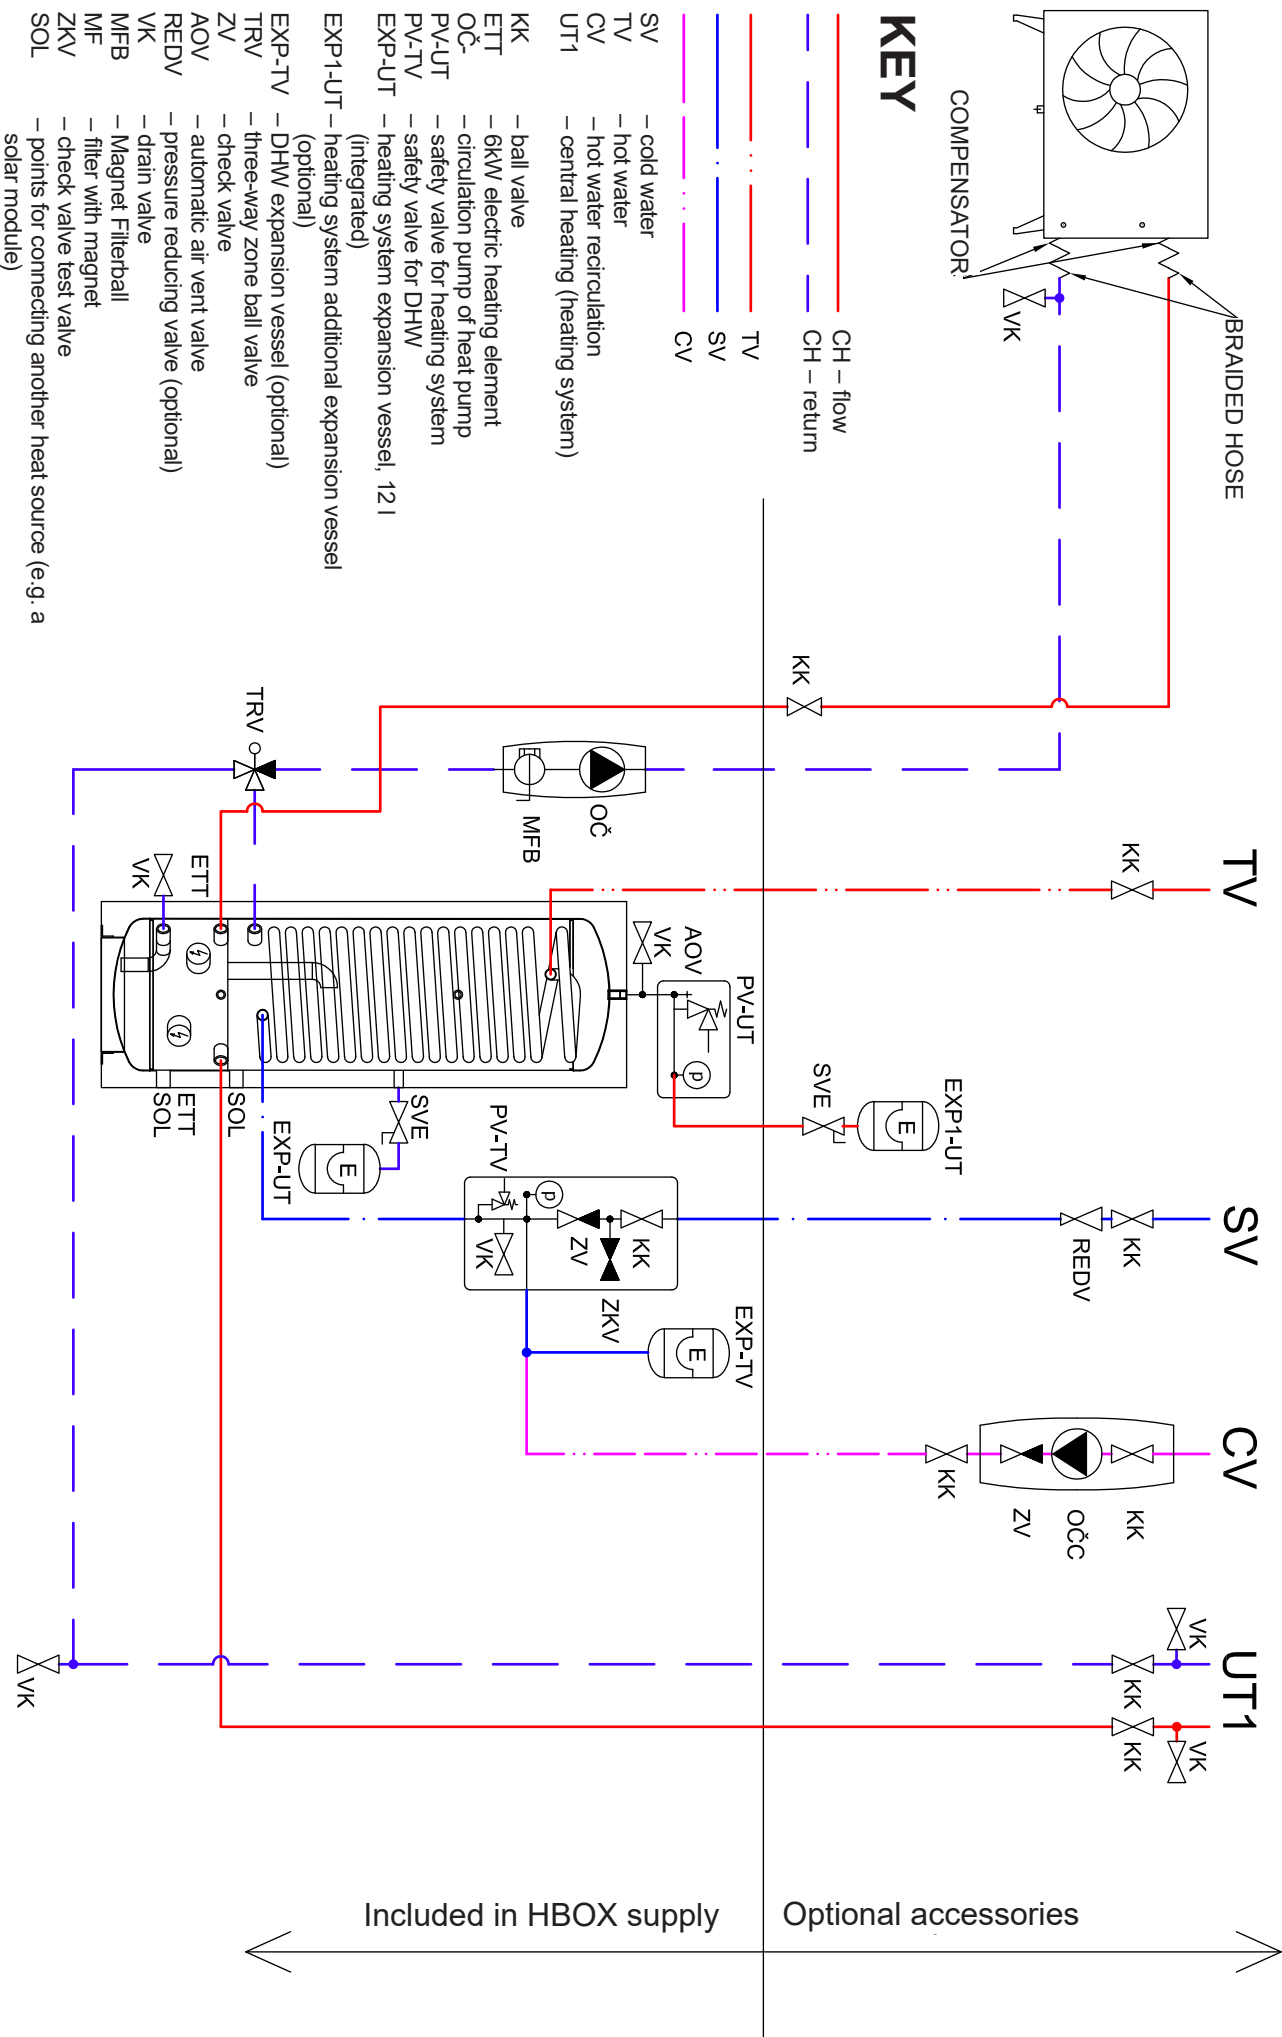 KEY
CH – flow
CH – return
TV
SV
CV
SV – cold water
TV – hot water
CV – hot water recirculation
UT1 – central heating (heating system)
KK – ball valve
ETT – 6kW electric heating element
OČ- – circulation pump of heat pump
PV-UT – safety valve for heating system
PV-TV – safety valve for DHW
EXP-UT – heating system expansion vessel, 12 l
(integrated)
EXP1-UT – heating system additional expansion vessel
(optional)
EXP-TV – DHW expansion vessel (optional)
TRV – three-way zone ball valve
ZV – check valve
AOV – automatic air vent valve
REDV – pressure reducing valve (optional)
VK – drain valve
MFB – Magnet Filterball
MF – filter with magnet
ZKV – check valve test valve
SOL – points for connecting another heat source (e.g. a
solar module)
COMPENSATOR
BRAIDED HOSE
VK
KK
TRV
OČ
MFB
TV
KK
ETT
VK
VK
AOV
PV-UT
p
SVE
EXP1-UT
E
SOL
ETT
SOL
SVE
EXP-UT
E
PV-TV
p
VK
ZV
KK
ZKV
EXP-TV
E
SV
KK
REDV
CV
KK
OČC
ZV
KK
UT1
VK
KK
KK
VK
VK
Included in HBOX supply
Optional accessories